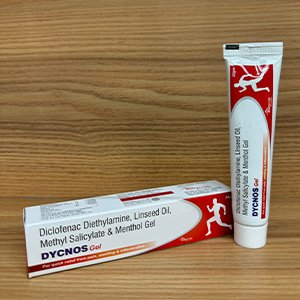 Diclofenac Diethylamine, Linseed Oil,
Methyl Salicylate & Menthol Gel
DYCNOS Gel
For quick relief from pain, swelling & inflammation
Diclofenac Diethylamine, Linseed Oil,
Methyl Salicylate & Menthol Gel
DYCNOS Gel